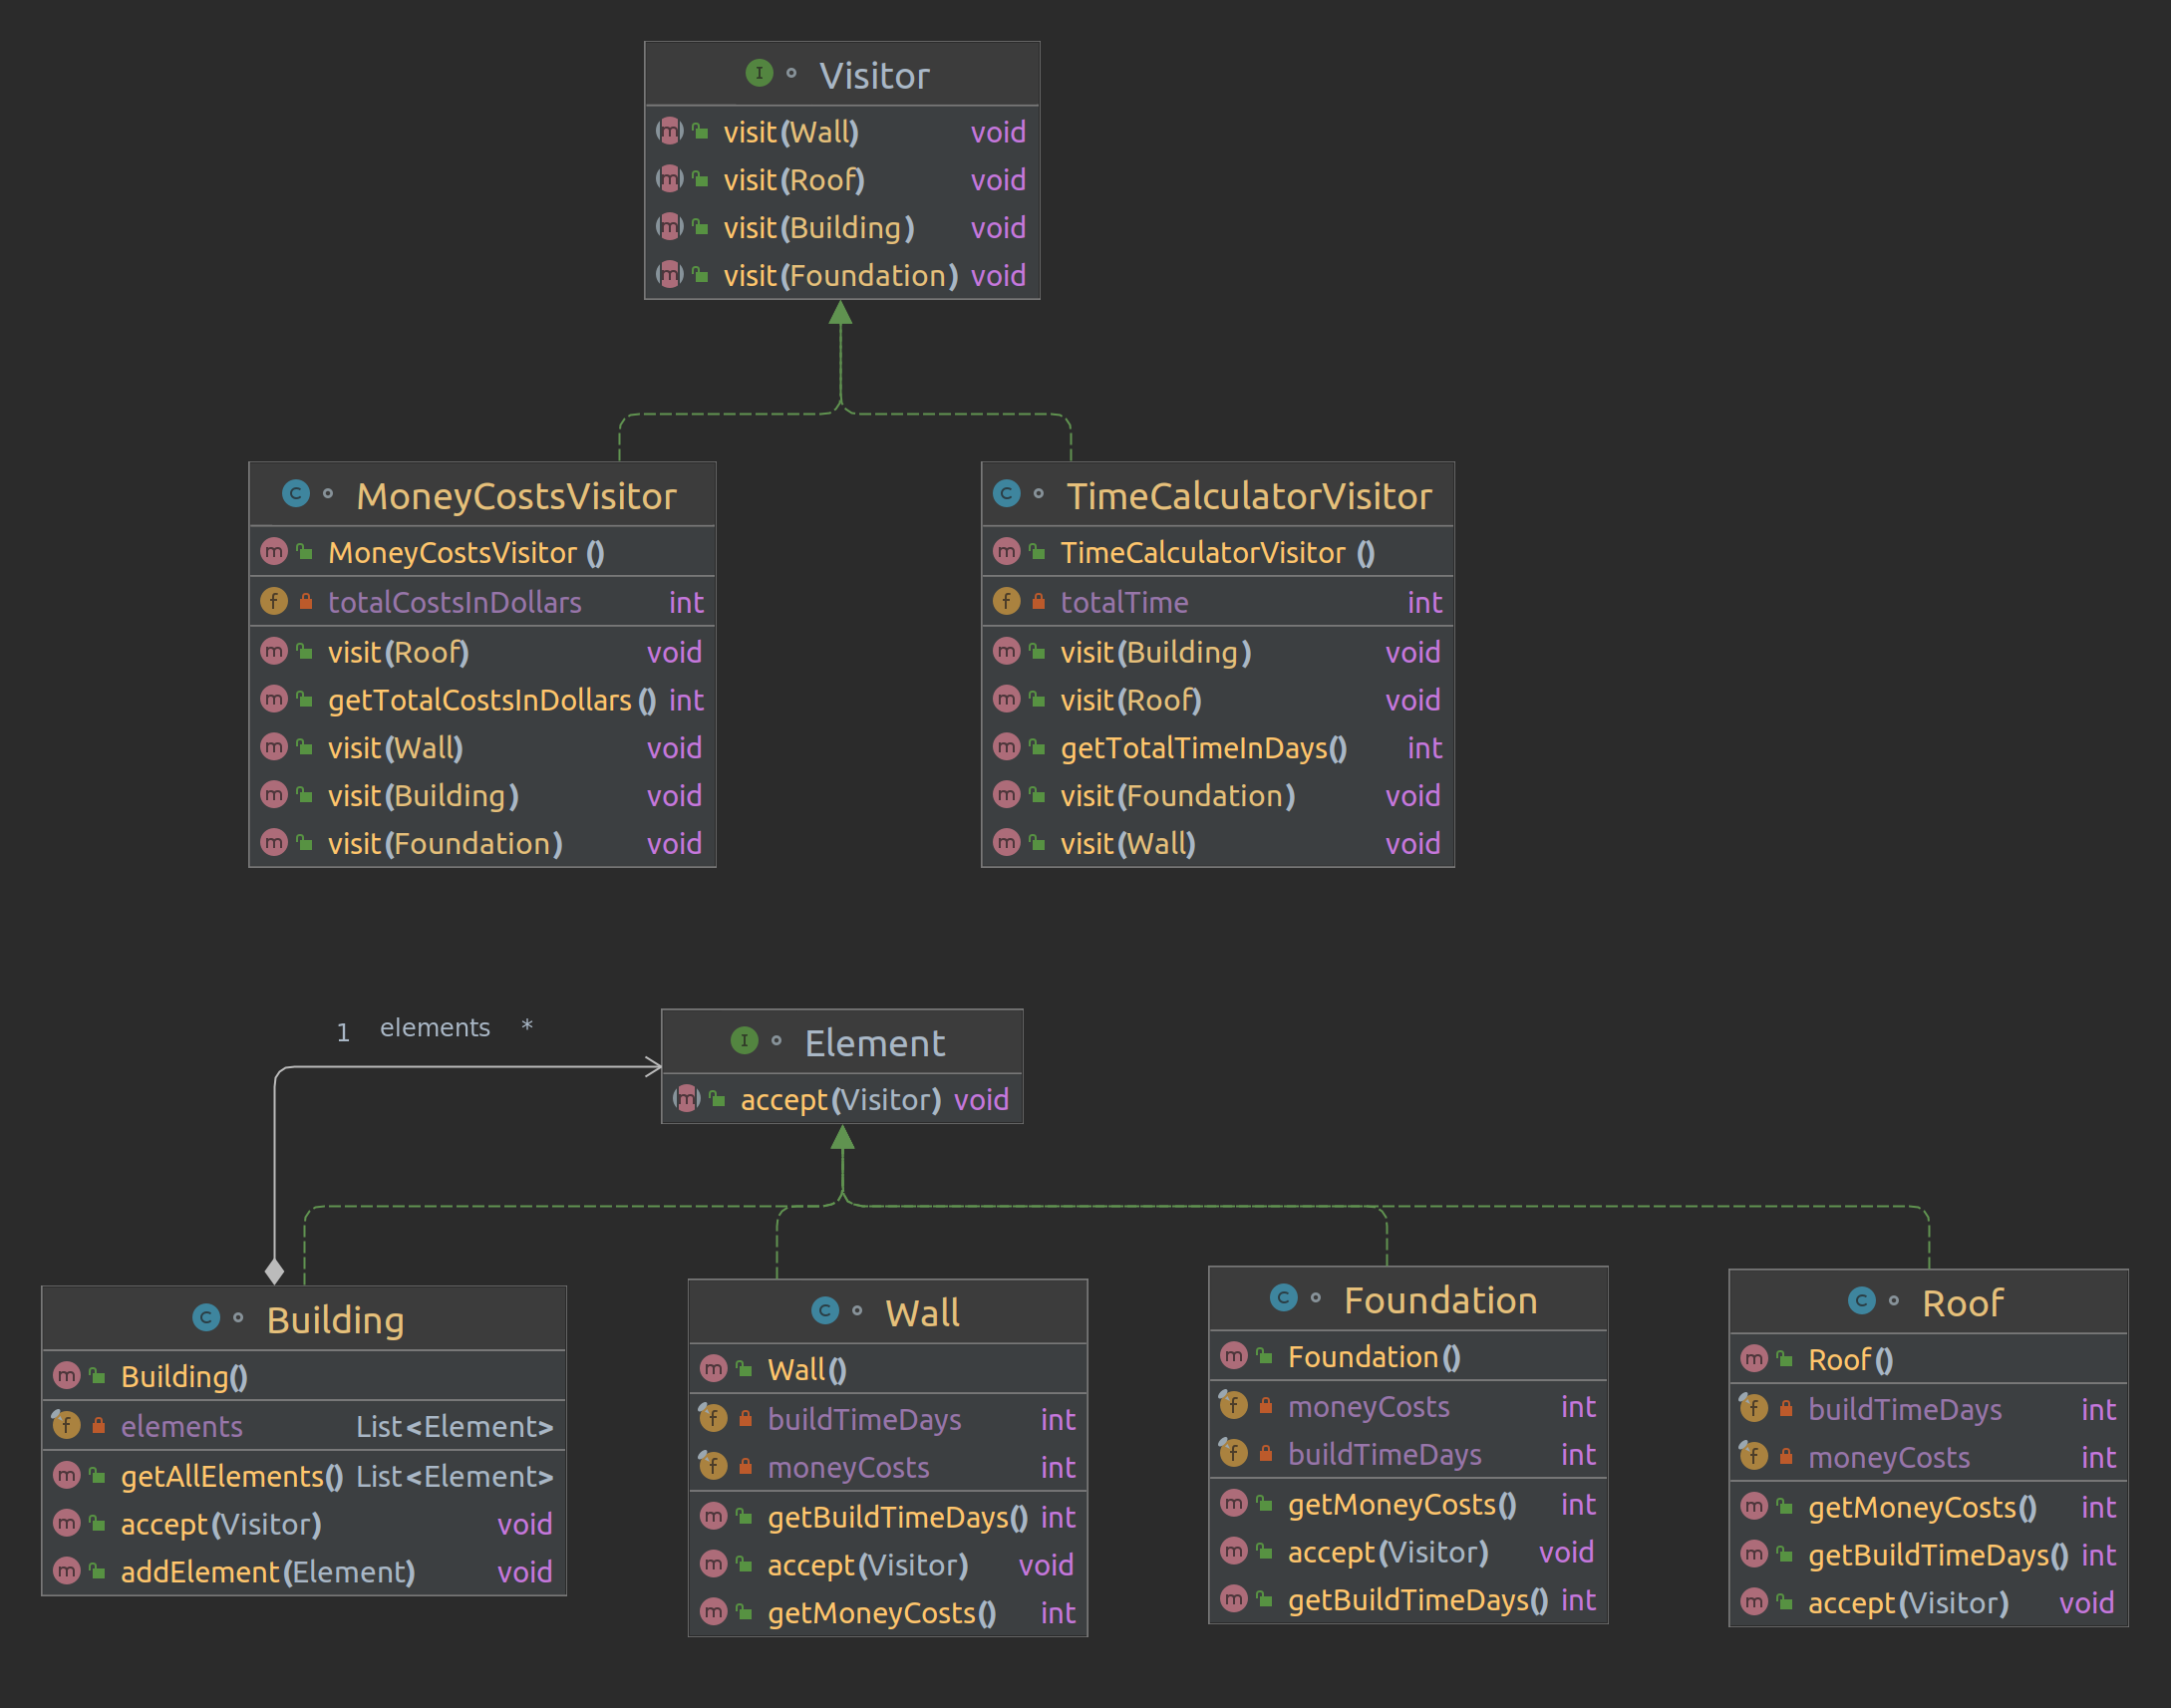 Visitor
visit(Wall) void
visit(Roof) void
visit(Building) void
visit(Foundation) void
MoneyCostsVisitor
MoneyCostsVisitor ()
totalCostsInDollars int
visit(Roof) void
getTotalCostsInDollars () int
visit(Wall) void
visit(Building) void
visit(Foundation) void
TimeCalculatorVisitor
TimeCalculatorVisitor ()
totalTime int
visit(Building) void
visit(Roof) void
getTotalTimeInDays() int
visit(Foundation) void
visit(Wall) void
1 elements *
Element
accept(Visitor) void
Building
Building()
elements List<Element>
getAllElements() List<Element>
accept(Visitor) void
addElement(Element) void
Wall
Wall()
buildTimeDays int
moneyCosts int
getBuildTimeDays() int
accept(Visitor) void
getMoneyCosts() int
Foundation
Foundation()
moneyCosts int
buildTimeDays int
getMoneyCosts() int
accept(Visitor) void
getBuildTimeDays() int
Roof
Roof()
buildTimeDays int
moneyCosts int
getMoneyCosts() int
getBuildTimeDays() int
accept(Visitor) void